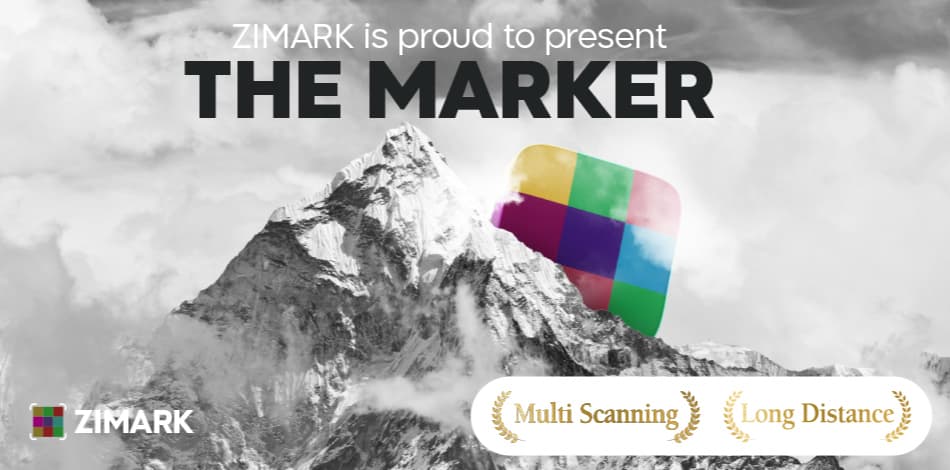 ZIMARK is proud to present
THE MARKER
ZIMARK
Multi Scanning
Long Distance